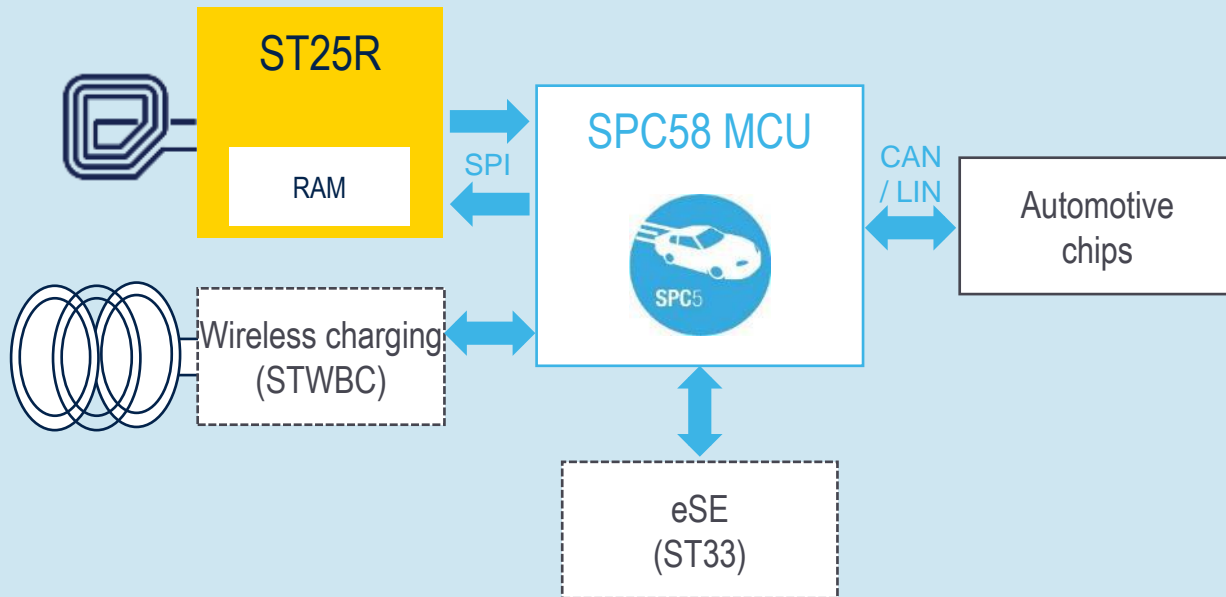 ST25R
RAM
SPI
SPC58 MCU
SPC5
CAN
/ LIN
Automotive
chips
Wireless charging
(STWBC)
eSE
(ST33)